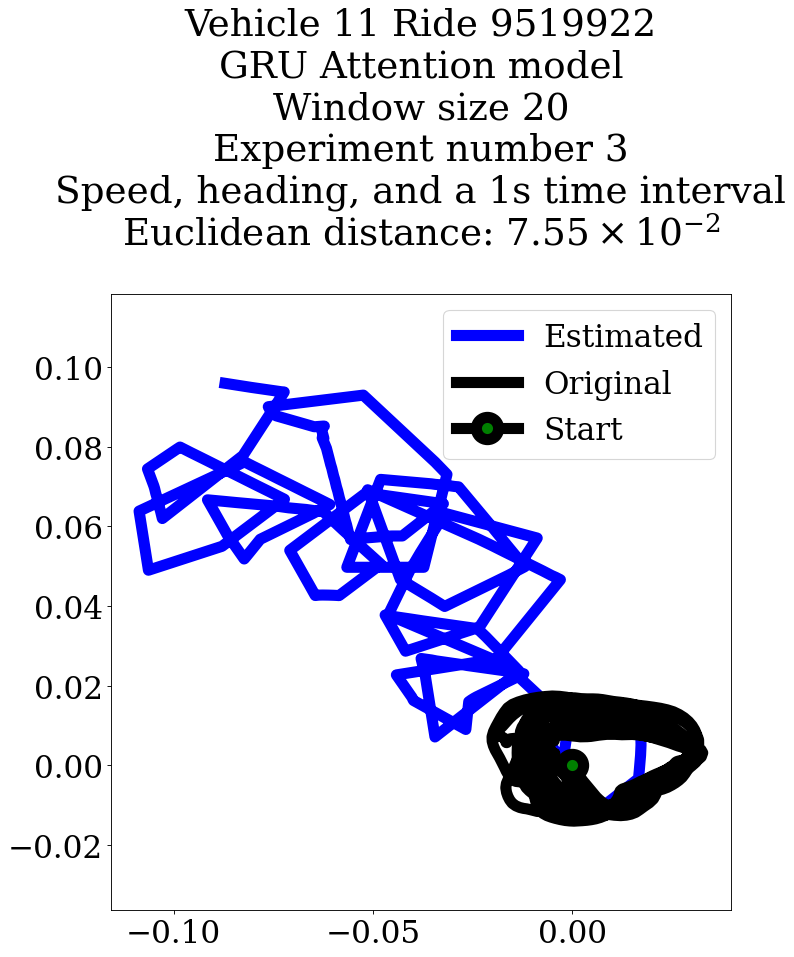 Vehicle 11 Ride 9519922
GRU Attention model
Window size 20
Experiment number 3
Speed, heading, and a 1s time interval
Euclidean distance: 7.55 × 10⁻²
Estimated
Original
Start
0.10
0.08
0.06
0.04
0.02
0.00
−0.02
−0.10
−0.05
0.00